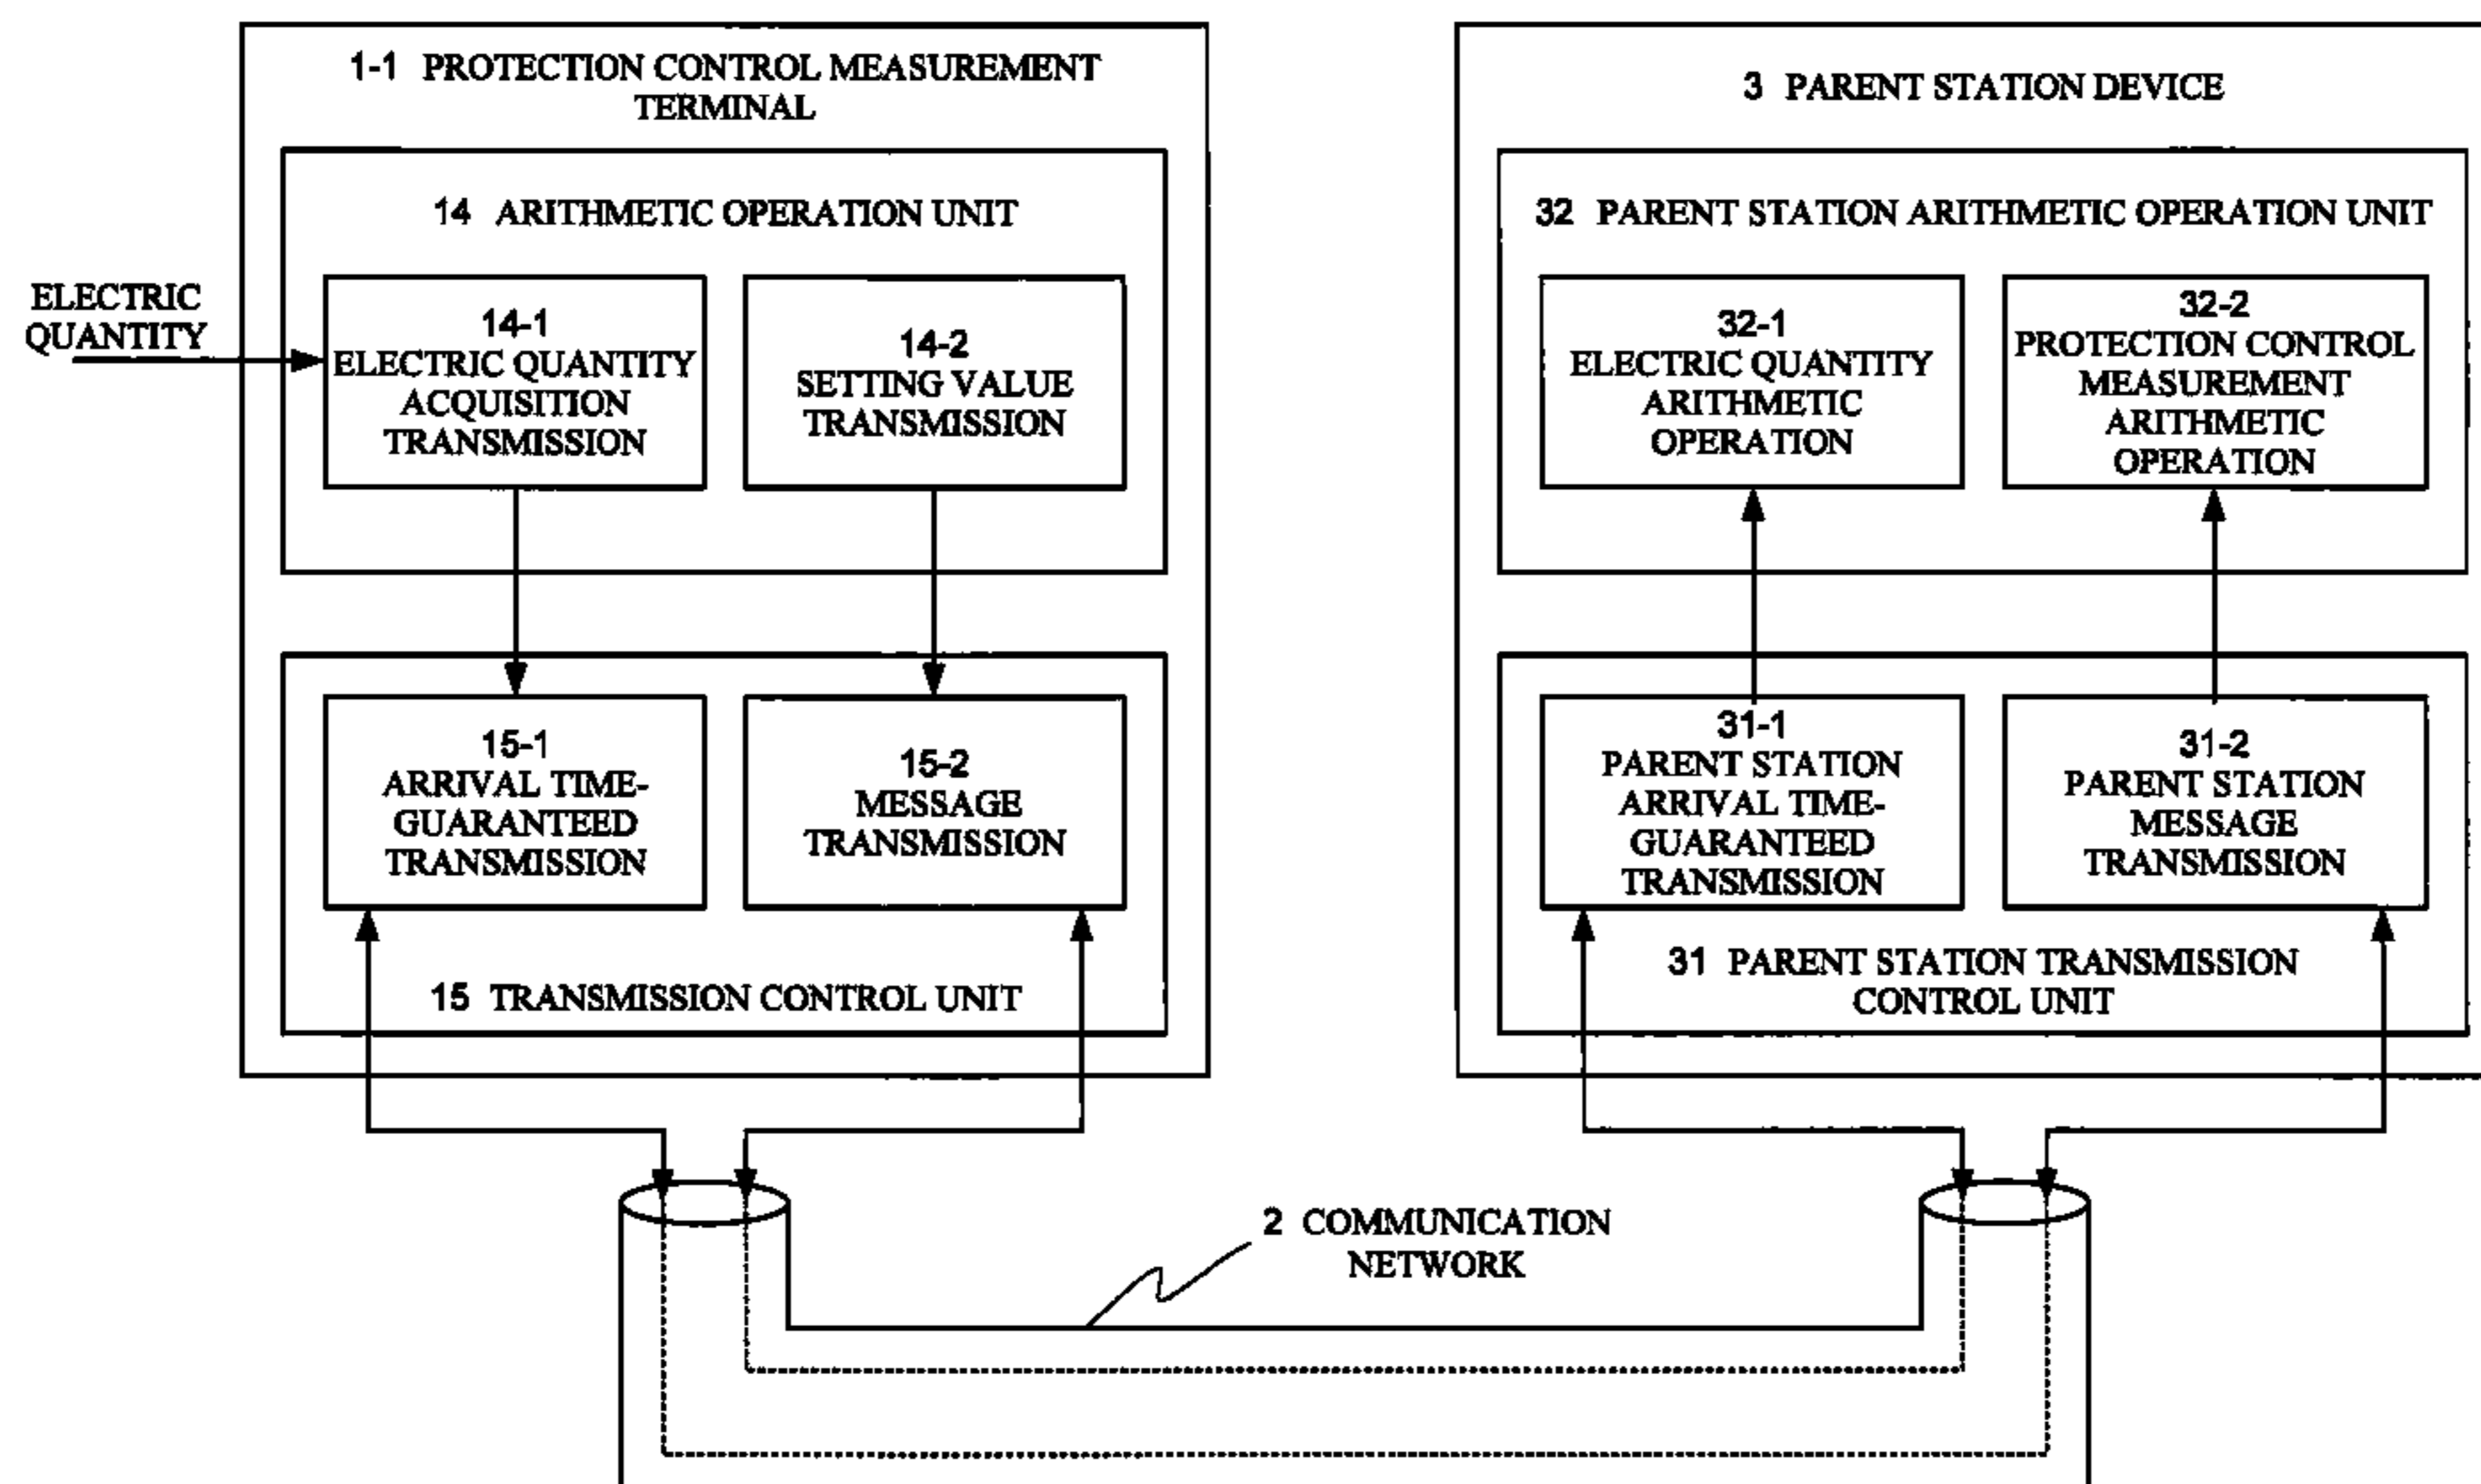 1-1 PROTECTION CONTROL MEASUREMENT
TERMINAL
14 ARITHMETIC OPERATION UNIT
ELECTRIC
QUANTITY
14-1
ELECTRIC QUANTITY
ACQUISITION
TRANSMISSION
14-2
SETTING VALUE
TRANSMISSION
15-1
ARRIVAL TIME-
GUARANTEED
TRANSMISSION
15-2
MESSAGE
TRANSMISSION
15 TRANSMISSION CONTROL UNIT
3 PARENT STATION DEVICE
32 PARENT STATION ARITHMETIC OPERATION UNIT
32-1
ELECTRIC QUANTITY
ARITHMETIC
OPERATION
32-2
PROTECTION CONTROL
MEASUREMENT
ARITHMETIC
OPERATION
31-1
PARENT STATION
ARRIVAL TIME-
GUARANTEED
TRANSMISSION
31-2
PARENT STATION
MESSAGE
TRANSMISSION
31 PARENT STATION TRANSMISSION
CONTROL UNIT
2 COMMUNICATION
NETWORK